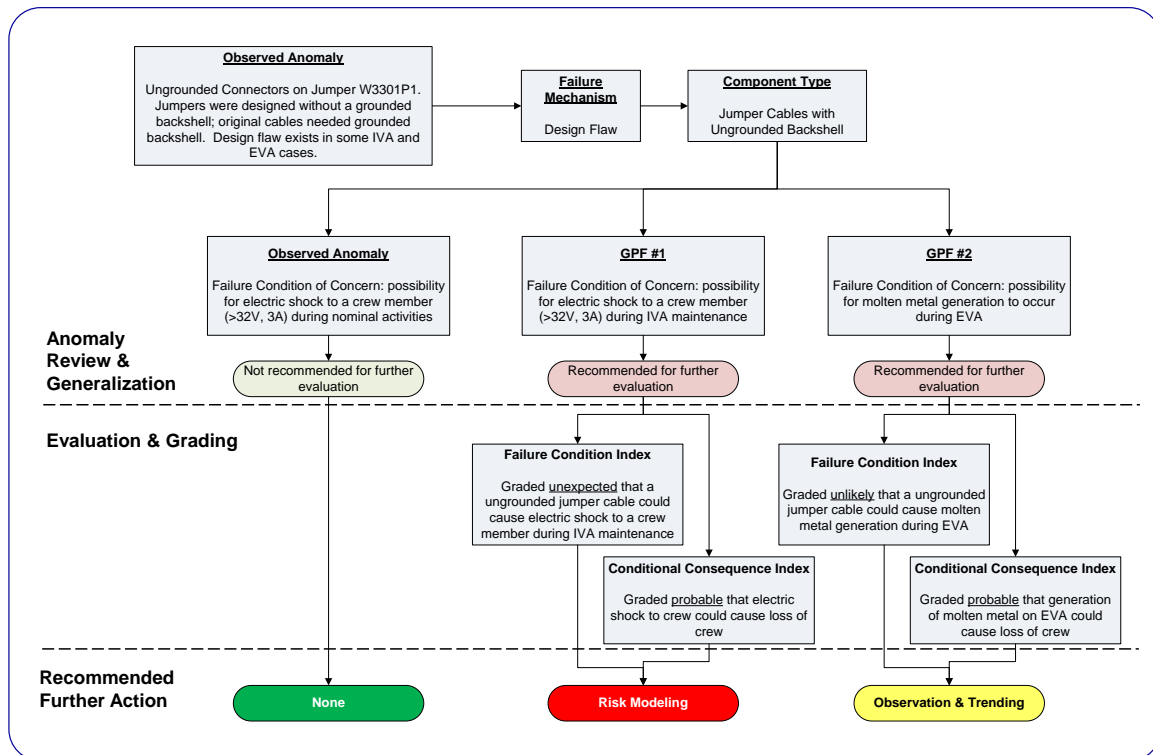 Observed Anomaly
Ungrounded Connectors on Jumper W3301P1.
Jumpers were designed without a grounded
backshell; original cables needed grounded
backshell.  Design flaw exists in some IVA and
EVA cases.
Failure
Mechanism
Design Flaw
Component Type
Jumper Cables with
Ungrounded Backshell
Observed Anomaly
Failure Condition of Concern: possibility
for electric shock to a crew member
(>32V, 3A) during nominal activities
GPF #1
Failure Condition of Concern: possibility
for electric shock to a crew member
(>32V, 3A) during IVA maintenance
GPF #2
Failure Condition of Concern: possibility
for molten metal generation to occur
during EVA
Anomaly
Review &
Generalization
Not recommended for further
evaluation
Recommended for further
evaluation
Recommended for further
evaluation
Evaluation & Grading
Failure Condition Index
Graded unexpected that a
ungrounded jumper cable could
cause electric shock to a crew
member during IVA maintenance
Failure Condition Index
Graded unlikely that a ungrounded
jumper cable could cause molten
metal generation during EVA
Conditional Consequence Index
Graded probable that electric
shock to crew could cause loss of
crew
Conditional Consequence Index
Graded probable that generation
of molten metal on EVA could
cause loss of crew
Recommended
Further Action
None
Risk Modeling
Observation & Trending